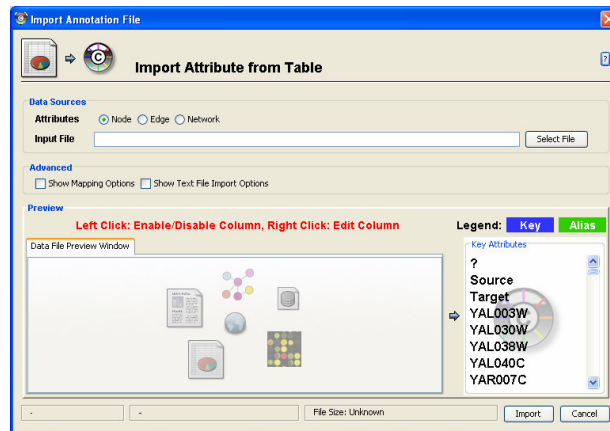 Import Annotation File
Import Attribute from Table
Data Sources
Attributes Node Edge Network
Input File Select File
Advanced
Show Mapping Options Show Text File Import Options
Preview
Left Click: Enable/Disable Column, Right Click: Edit Column Legend: Key Alias
Data File Preview Window
Key Attributes
?
Source
Target
YAL003W
YAL030W
YAL038W
YAL040C
YAR007C
- - File Size: Unknown Import Cancel